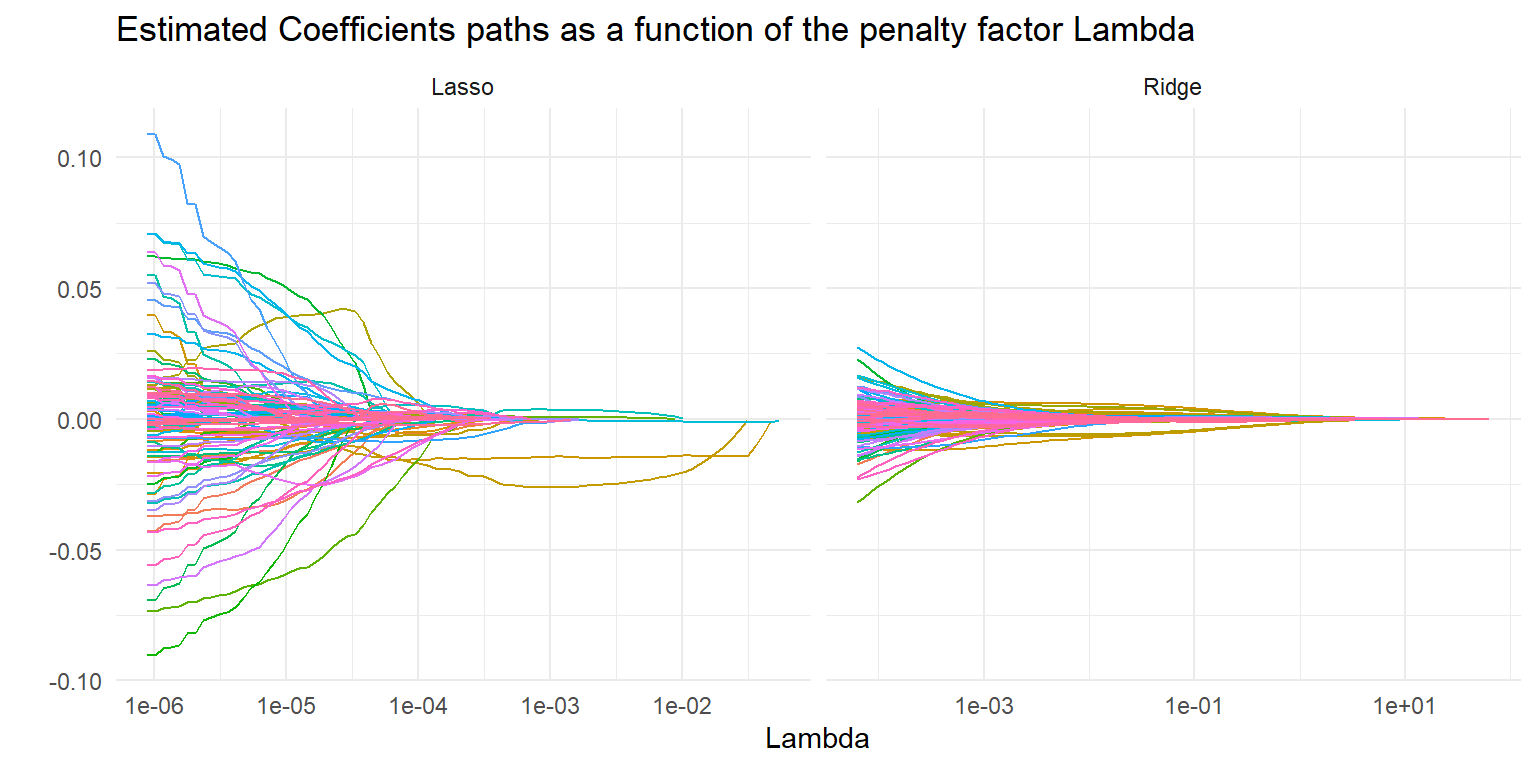 Estimated Coefficients paths as a function of the penalty factor Lambda
Lasso
Ridge
0.10
0.05
0.00
-0.05
-0.10
1e-06 1e-05 1e-04 1e-03 1e-02
1e-03 1e-01 1e+01
Lambda